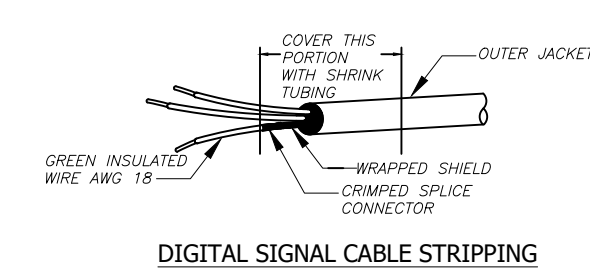 COVER THIS
PORTION
WITH SHRINK
TUBING
OUTER JACKET
GREEN INSULATED
WIRE AWG 18
WRAPPED SHIELD
CRIMPED SPLICE
CONNECTOR
DIGITAL SIGNAL CABLE STRIPPING